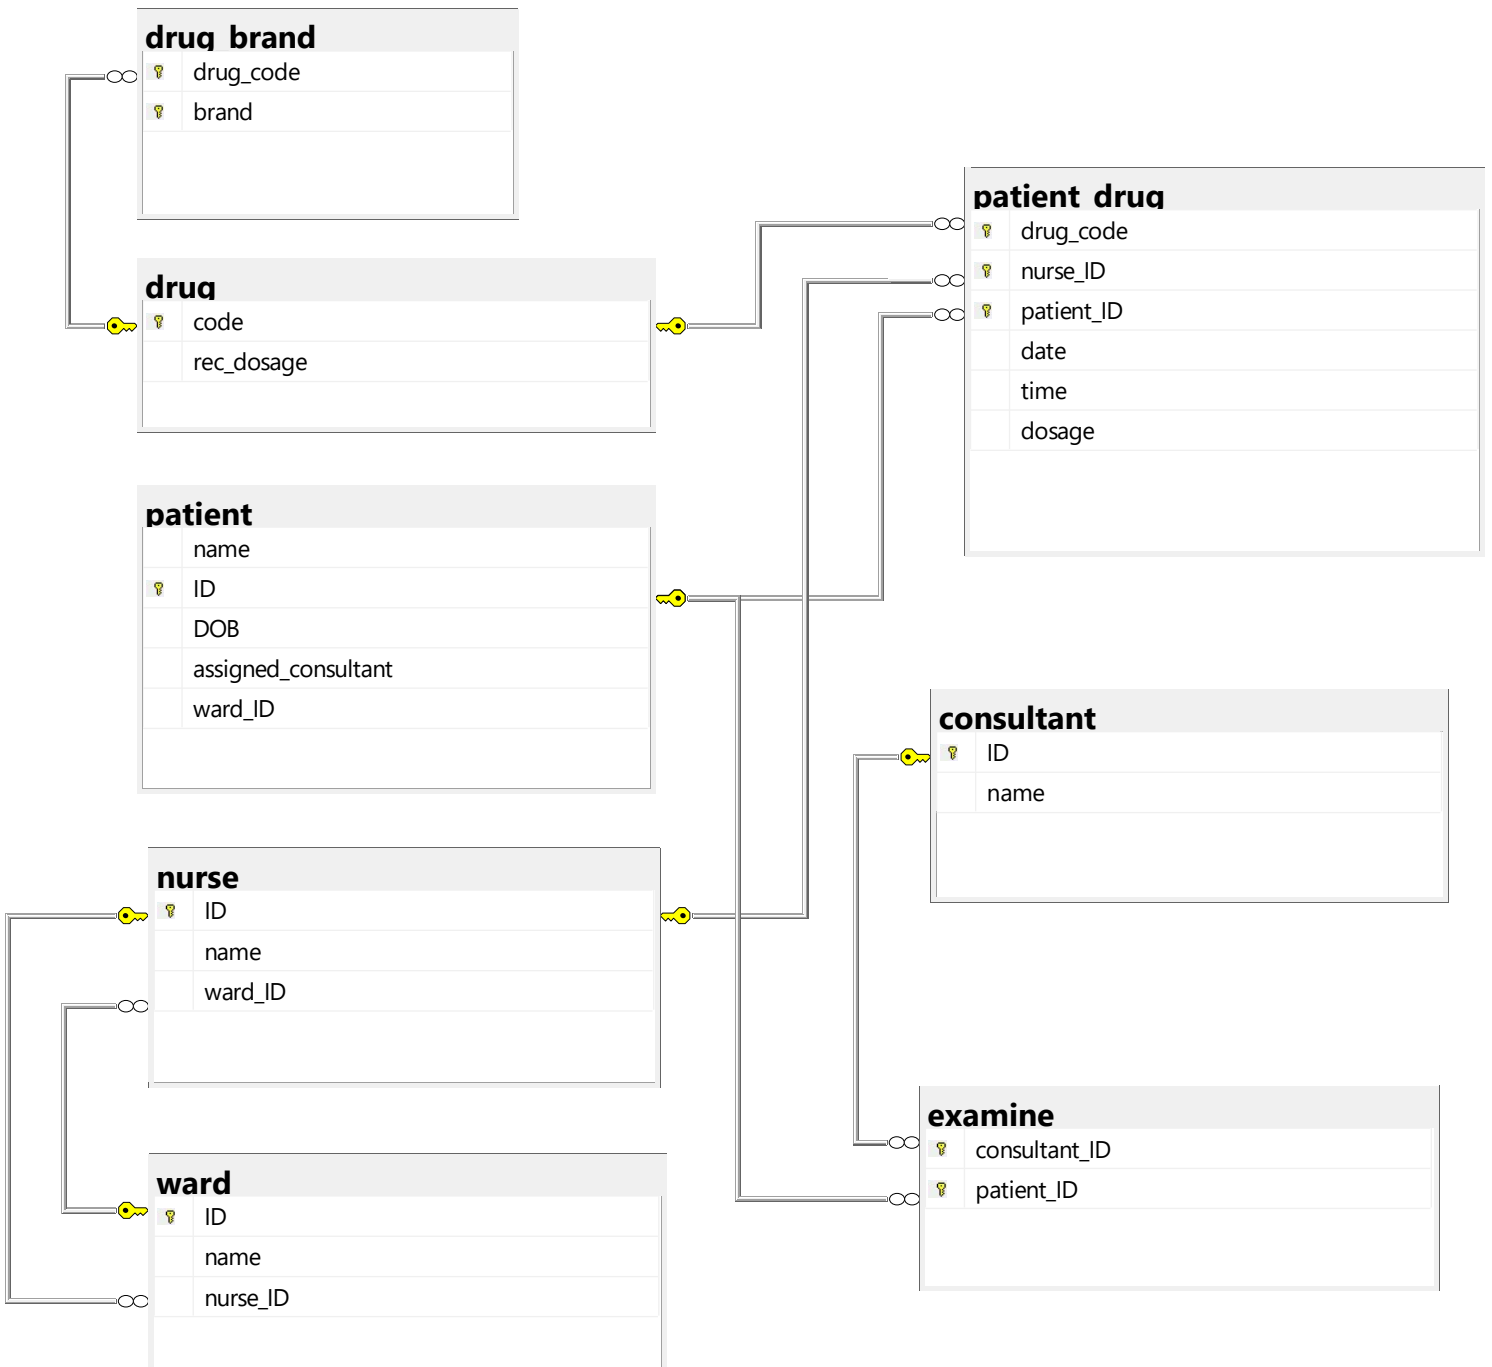 drug_brand
drug_code
brand
drug
code
rec_dosage
patient
name
ID
DOB
assigned_consultant
ward_ID
nurse
ID
name
ward_ID
ward
ID
name
nurse_ID
patient_drug
drug_code
nurse_ID
patient_ID
date
time
dosage
consultant
ID
name
examine
consultant_ID
patient_ID